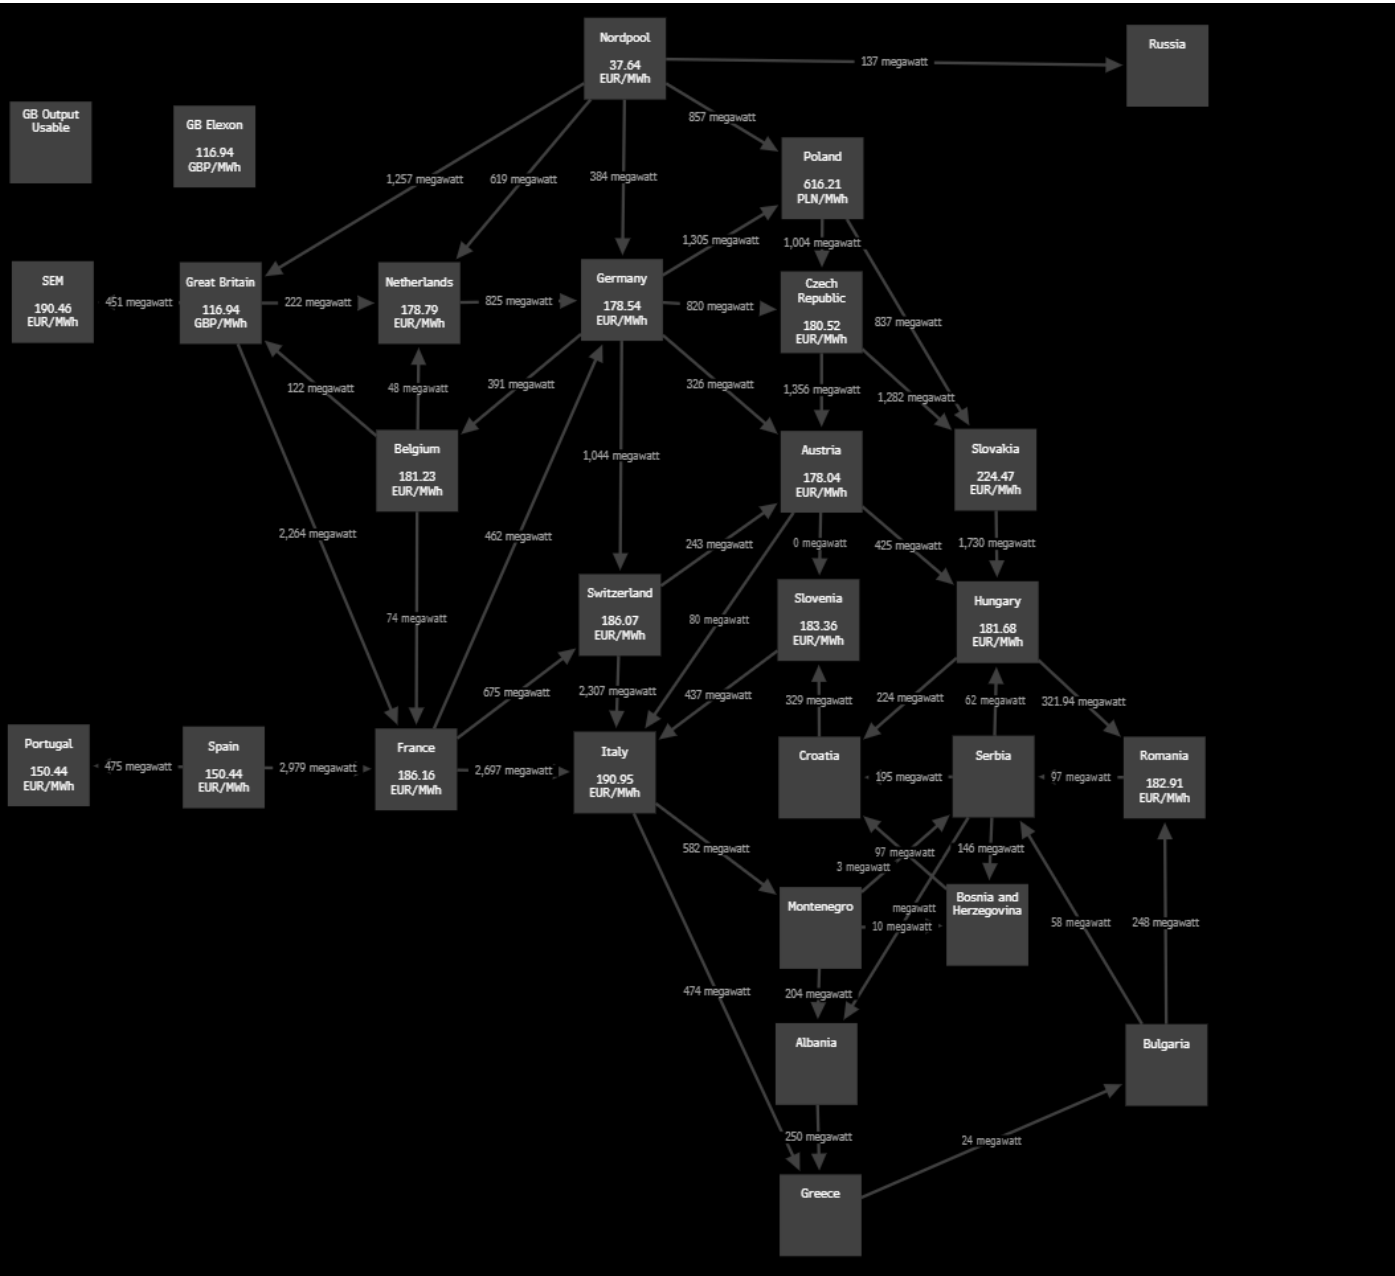 Nordpool
37.64
EUR/MWh
137 megawatt
Russia
GB Output
Usable
GB Elexon
116.94
GBP/MWh
857 megawatt
Poland
616.21
PLN/MWh
1,257 megawatt
619 megawatt
384 megawatt
1,305 megawatt
1,004 megawatt
SEM
190.46
EUR/MWh
451 megawatt
Great Britain
116.94
GBP/MWh
222 megawatt
Netherlands
178.79
EUR/MWh
825 megawatt
Germany
178.54
EUR/MWh
820 megawatt
Czech
Republic
180.52
EUR/MWh
837 megawatt
122 megawatt
48 megawatt
391 megawatt
326 megawatt
1,356 megawatt
1,282 megawatt
Belgium
181.23
EUR/MWh
1,044 megawatt
Austria
178.04
EUR/MWh
Slovakia
224.47
EUR/MWh
2,264 megawatt
462 megawatt
243 megawatt
0 megawatt
425 megawatt
1,730 megawatt
74 megawatt
Switzerland
186.07
EUR/MWh
80 megawatt
Slovenia
183.36
EUR/MWh
Hungary
181.68
EUR/MWh
675 megawatt
2,307 megawatt
437 megawatt
329 megawatt
224 megawatt
62 megawatt
321.94 megawatt
Portugal
150.44
EUR/MWh
475 megawatt
Spain
150.44
EUR/MWh
2,979 megawatt
France
186.16
EUR/MWh
2,697 megawatt
Italy
190.95
EUR/MWh
Croatia
195 megawatt
Serbia
97 megawatt
Romania
182.91
EUR/MWh
582 megawatt
97 megawatt
3 megawatt
146 megawatt
Montenegro
megawatt
10 megawatt
Bosnia and
Herzegovina
58 megawatt
248 megawatt
474 megawatt
204 megawatt
Albania
Bulgaria
250 megawatt
24 megawatt
Greece